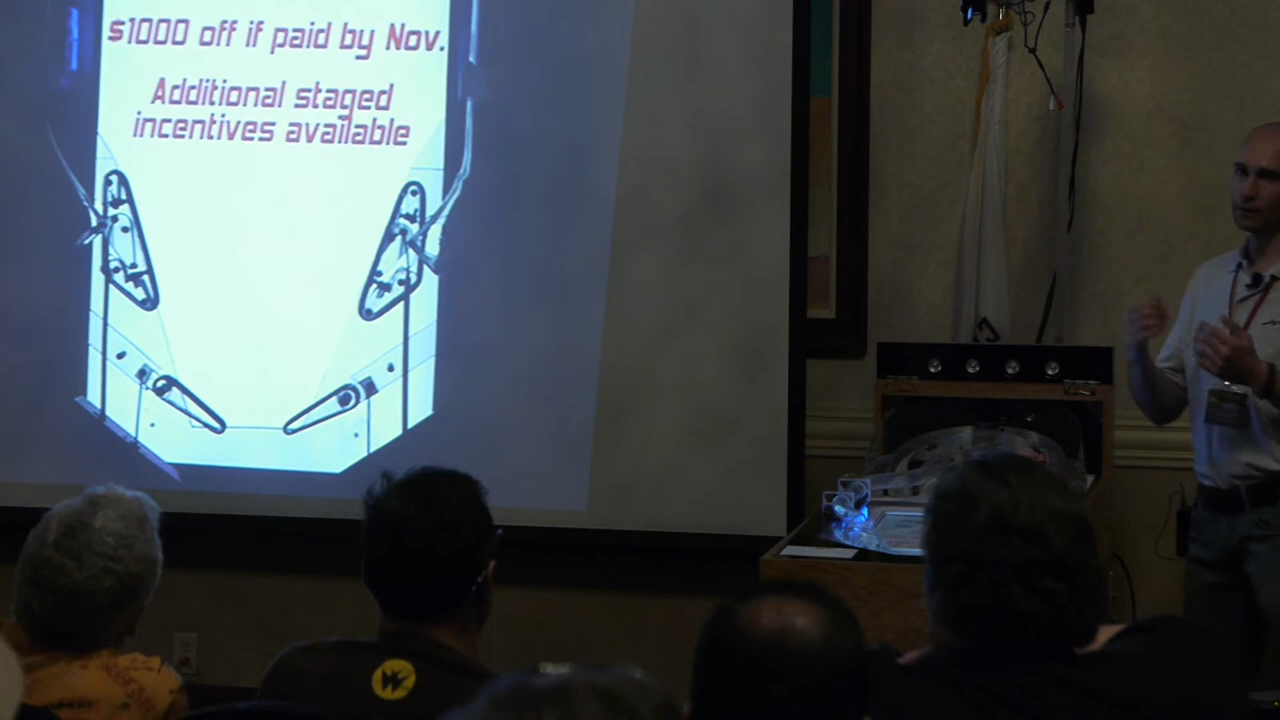 $1000 off if paid by Nov.
Additional staged
incentives available